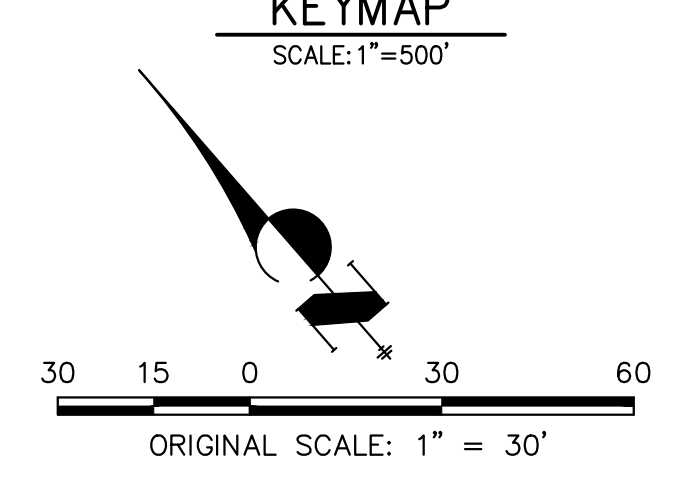 KEYMAP
SCALE: 1"=500'
30 15 0 30 60
ORIGINAL SCALE: 1" = 30'